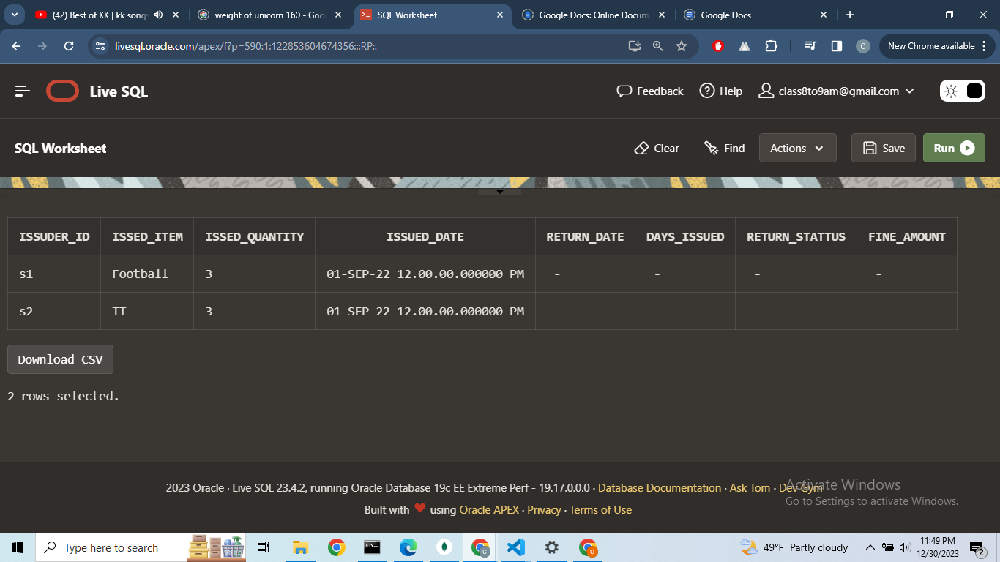 (42) Best of KK | kk songs
weight of unicorn 160 - Goo
SQL Worksheet
Google Docs: Online Docum
Google Docs
livesql.oracle.com/apex/f?p=590:1:122853604674356:::RP::
C
New Chrome available
Live SQL
Feedback
Help
class8to9am@gmail.com
SQL Worksheet
Clear
Find
Actions
Save
Run
ISSUDER_ID ISSED_ITEM ISSED_QUANTITY ISSUED_DATE RETURN_DATE DAYS_ISSUED RETURN_STATTUS FINE_AMOUNT
s1 Football 3 01-SEP-22 12.00.00.000000 PM - - - -
s2 TT 3 01-SEP-22 12.00.00.000000 PM - - - -
Download CSV
2 rows selected.
2023 Oracle · Live SQL 23.4.2, running Oracle Database 19c EE Extreme Perf - 19.17.0.0.0 · Database Documentation · Ask Tom · Dev Gym
Built with ❤ using Oracle APEX · Privacy · Terms of Use
Activate Windows
Go to Settings to activate Windows.
Type here to search
49°F Partly cloudy
11:49 PM
12/30/2023
2